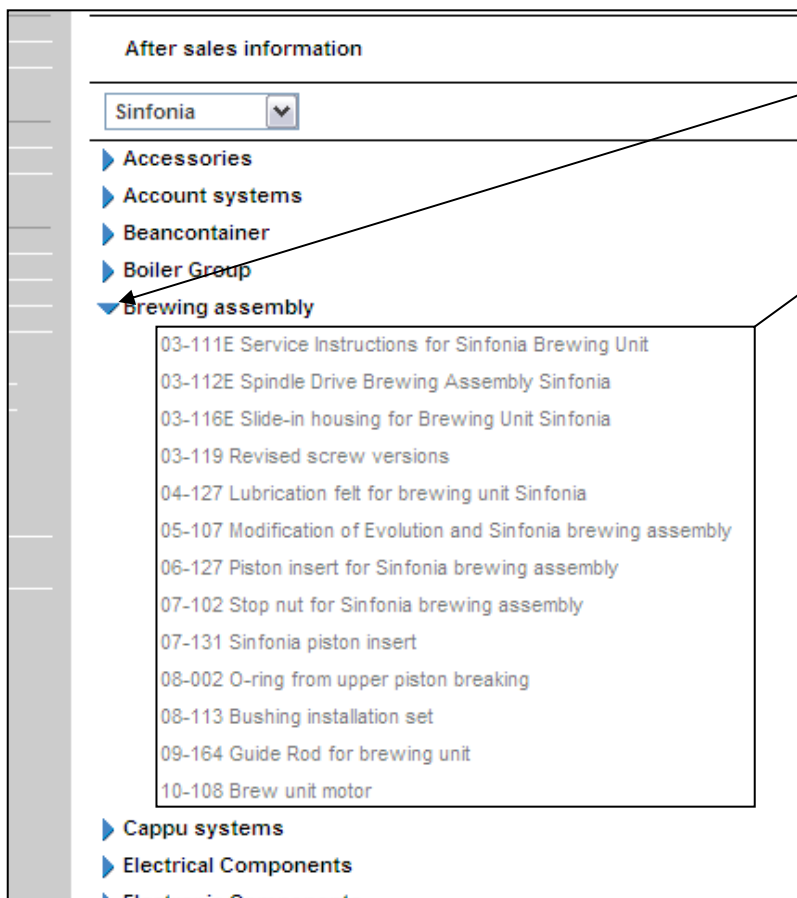 After sales information
Sinfonia
Accessories
Account systems
Beancontainer
Boiler Group
Brewing assembly
03-111E Service Instructions for Sinfonia Brewing Unit
03-112E Spindle Drive Brewing Assembly Sinfonia
03-116E Slide-in housing for Brewing Unit Sinfonia
03-119 Revised screw versions
04-127 Lubrication felt for brewing unit Sinfonia
05-107 Modification of Evolution and Sinfonia brewing assembly
06-127 Piston insert for Sinfonia brewing assembly
07-102 Stop nut for Sinfonia brewing assembly
07-131 Sinfonia piston insert
08-002 O-ring from upper piston breaking
08-113 Bushing installation set
09-164 Guide Rod for brewing unit
10-108 Brew unit motor
Cappu systems
Electrical Components